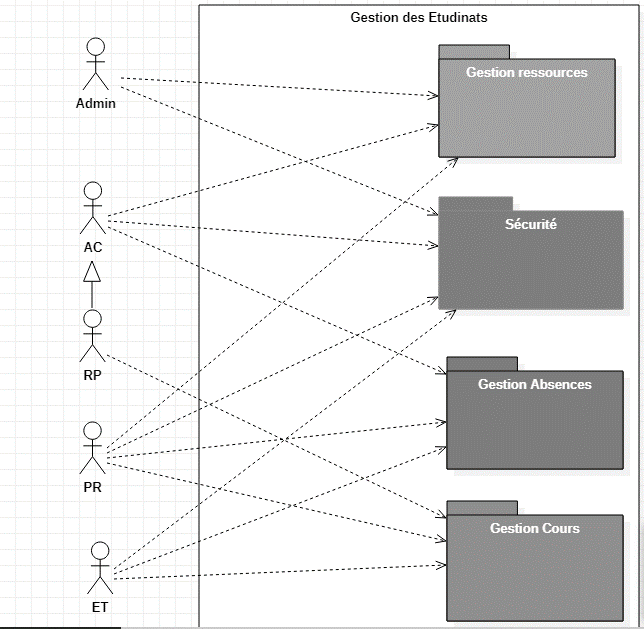 Gestion des Etudinats
Gestion ressources
Admin
Sécurité
AC
RP
Gestion Absences
PR
Gestion Cours
ET